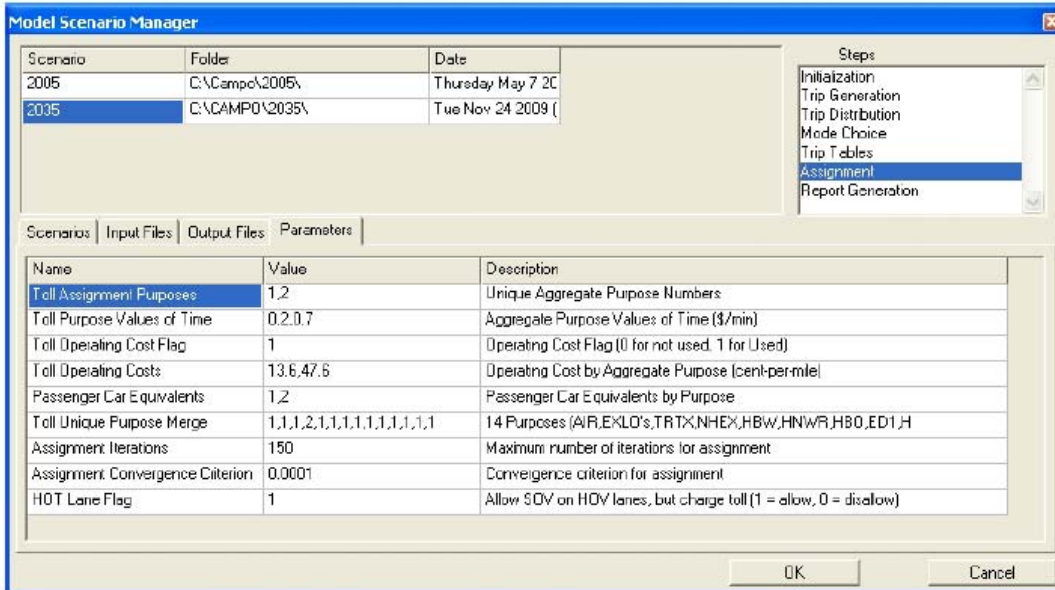 Model Scenario Manager
Scenario Folder Date
2005 C:\Campo\2005\ Thursday May 7 20
2035 C:\CAMPO\2035\ Tue Nov 24 2009 (
Steps
Initialization
Trip Generation
Trip Distribution
Mode Choice
Trip Tables
Assignment
Report Generation
Scenarios Input Files Output Files Parameters
Name Value Description
Toll Assignment Purposes 1,2 Unique Aggregate Purpose Numbers
Toll Purpose Values of Time 0.2,0.7 Aggregate Purpose Values of Time ($/min)
Toll Operating Cost Flag 1 Operating Cost Flag (0 for not used, 1 for Used)
Toll Operating Costs 13.6,47.6 Operating Cost by Aggregate Purpose (cent-per-mile)
Passenger Car Equivalents 1,2 Passenger Car Equivalents by Purpose
Toll Unique Purpose Merge 1,1,1,2,1,1,1,1,1,1,1,1,1,1 14 Purposes (AIR,EXLO's,TRTX,NHEX,HBW,HNWR,HBO,ED1,H
Assignment Iterations 150 Maximum number of iterations for assignment
Assignment Convergence Criterion 0.0001 Convergence criterion for assignment
HOT Lane Flag 1 Allow SOV on HOV lanes, but charge toll (1 = allow, 0 = disallow)
OK Cancel